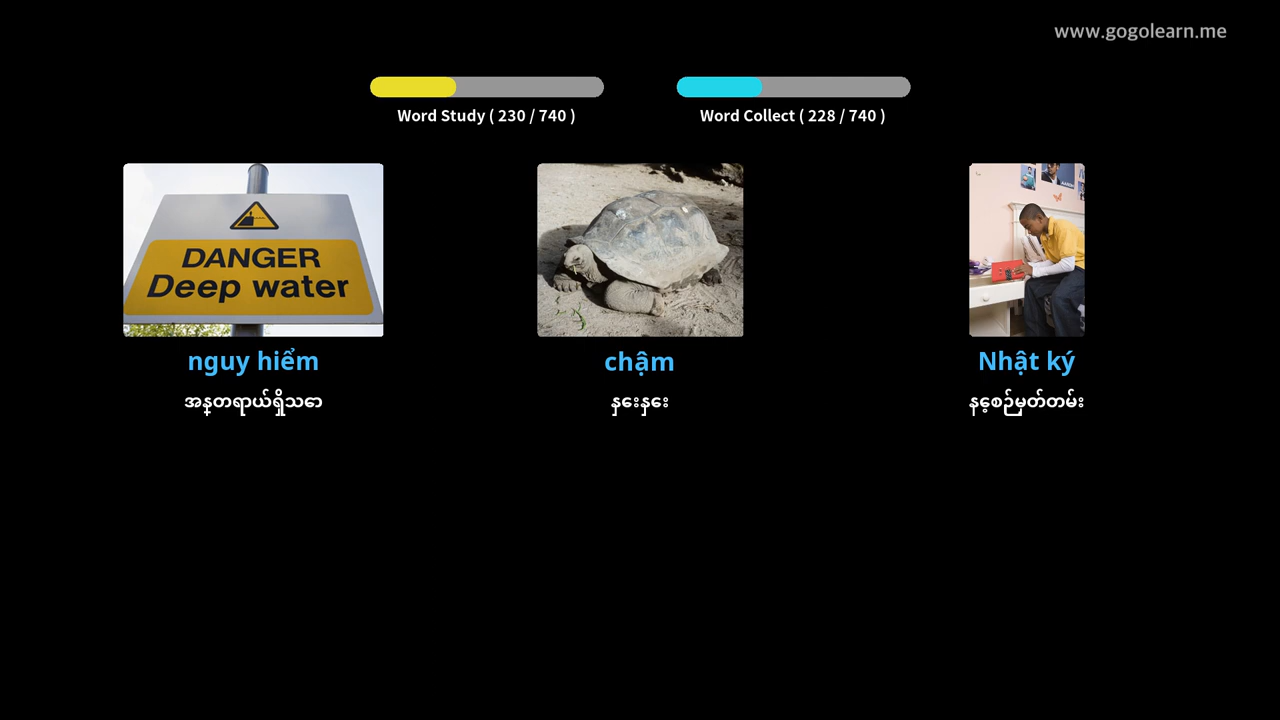 www.gogolearn.me
Word Study ( 230 / 740 )
Word Collect ( 228 / 740 )
DANGER
Deep water
nguy hiểm
chậm
Nhật ký
အန္တရာယ်ရှိသော
နှေးနှေး
နေ့စဉ်မှတ်တမ်း